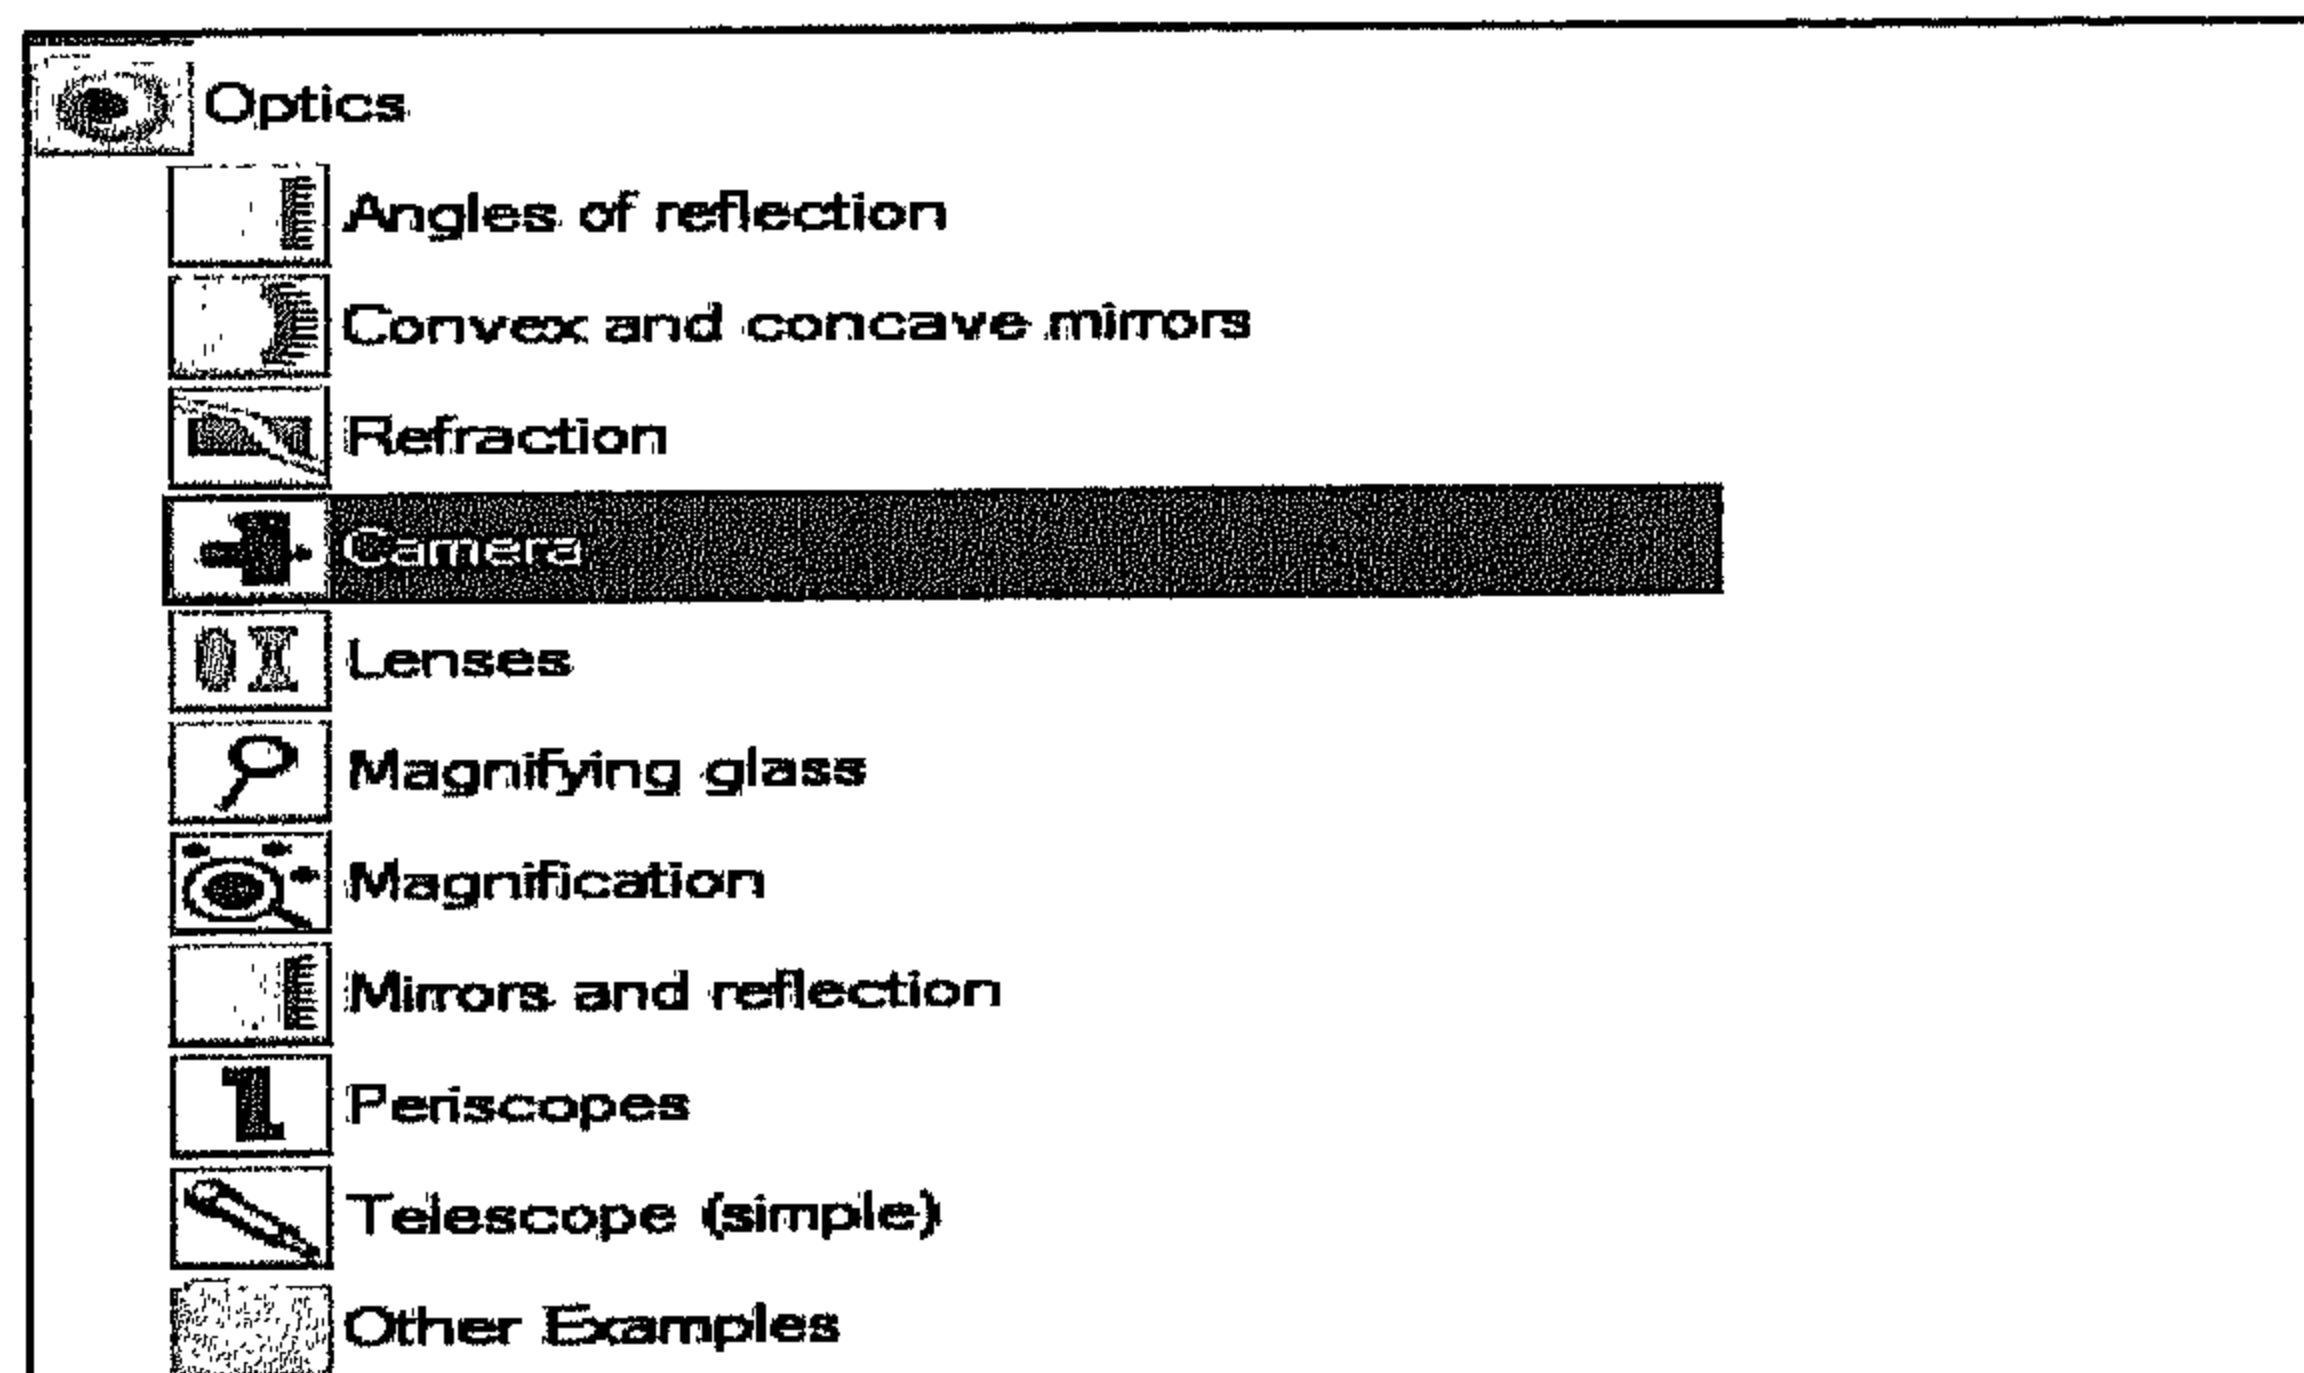 Optics
Angles of reflection
Convex and concave mirrors
Refraction
Camera
Lenses
Magnifying glass
Magnification
Mirrors and reflection
Periscopes
Telescope (simple)
Other Examples